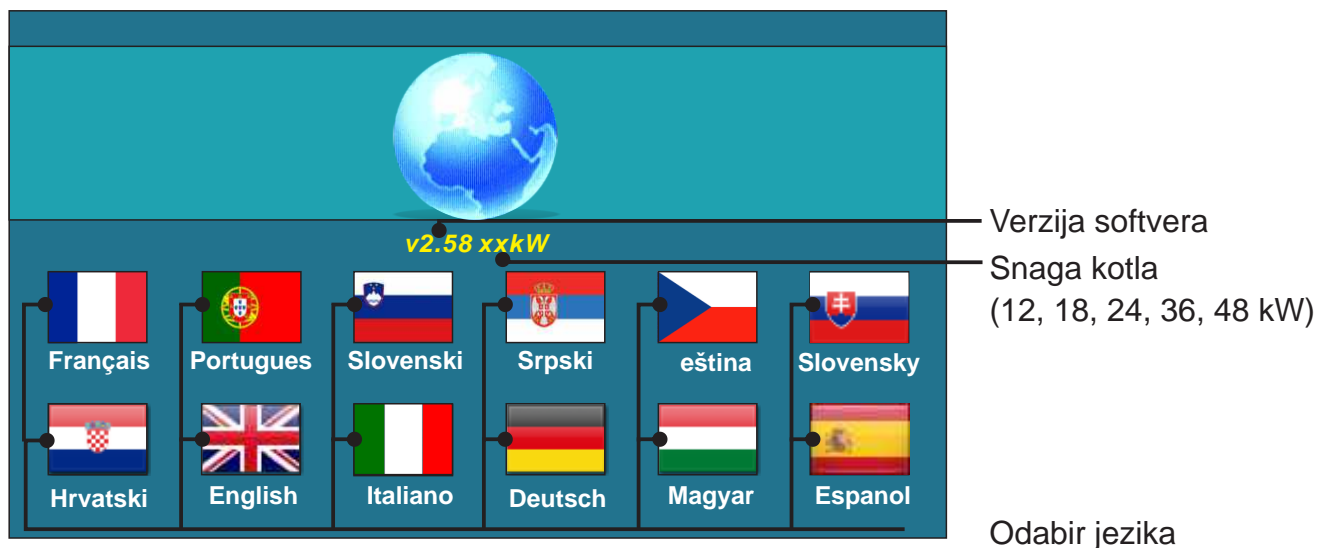 Verzija softvera
v2.58 xxkW
Snaga kotla
(12, 18, 24, 36, 48 kW)
Français
Portugues
Slovenski
Srpski
eština
Slovensky
Hrvatski
English
Italiano
Deutsch
Magyar
Espanol
Odabir jezika